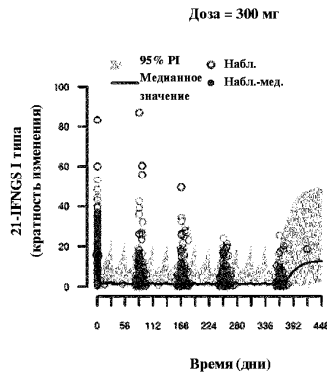 Доза = 300 мг
95% PI
Набл.
Медианное значение
Набл.-мед.
21-IFNGS I типа
(кратность изменения)
100
80
60
40
20
0
0 56 112 168 224 280 336 392 448
Время (дни)